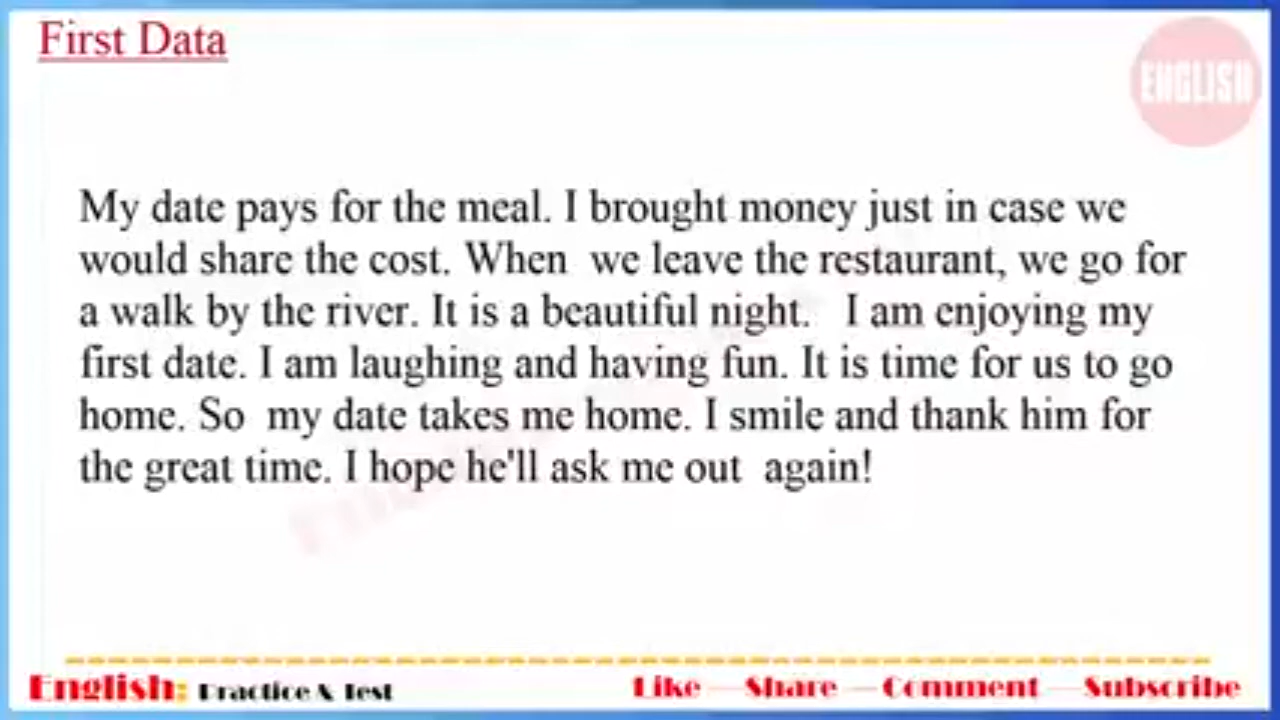 First Data
ENGLISH
My date pays for the meal. I brought money just in case we
would share the cost. When we leave the restaurant, we go for
a walk by the river. It is a beautiful night. I am enjoying my
first date. I am laughing and having fun. It is time for us to go
home. So my date takes me home. I smile and thank him for
the great time. I hope he'll ask me out again!
English: Practice & Test
Like — Share — Comment — Subscribe